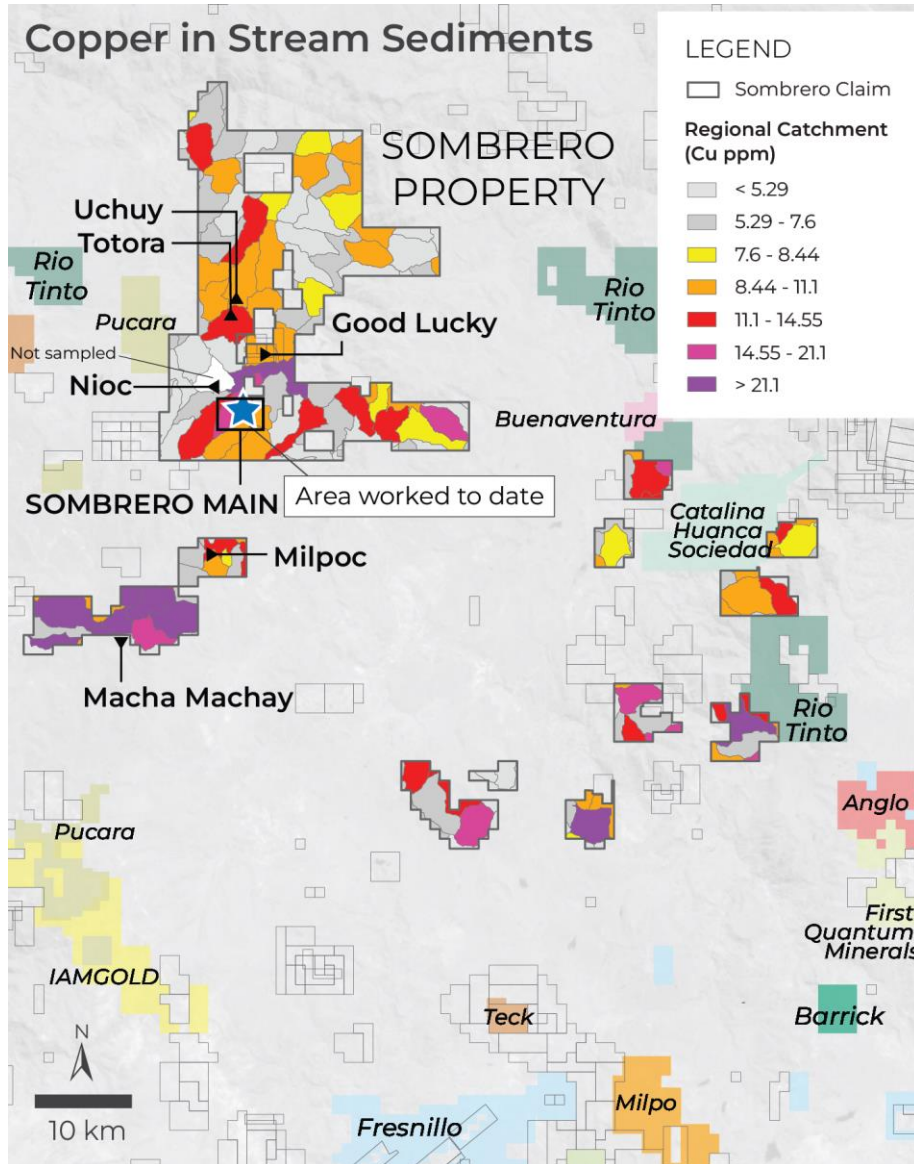 Copper in Stream Sediments
LEGEND
Sombrero Claim
Regional Catchment
(Cu ppm)
< 5.29
5.29 - 7.6
7.6 - 8.44
8.44 - 11.1
11.1 - 14.55
14.55 - 21.1
> 21.1
SOMBRERO
PROPERTY
Uchuy
Totora
Rio
Tinto
Pucara
Rio
Tinto
Good Lucky
Not sampled
Nioc
Buenaventura
SOMBRERO MAIN
Area worked to date
Catalina
Huanca
Sociedad
Milpoc
Macha Machay
Rio
Tinto
Anglo
Pucara
First
Quantum
Minerals
IAMGOLD
Teck
Barrick
N
10 km
Fresnillo
Milpo